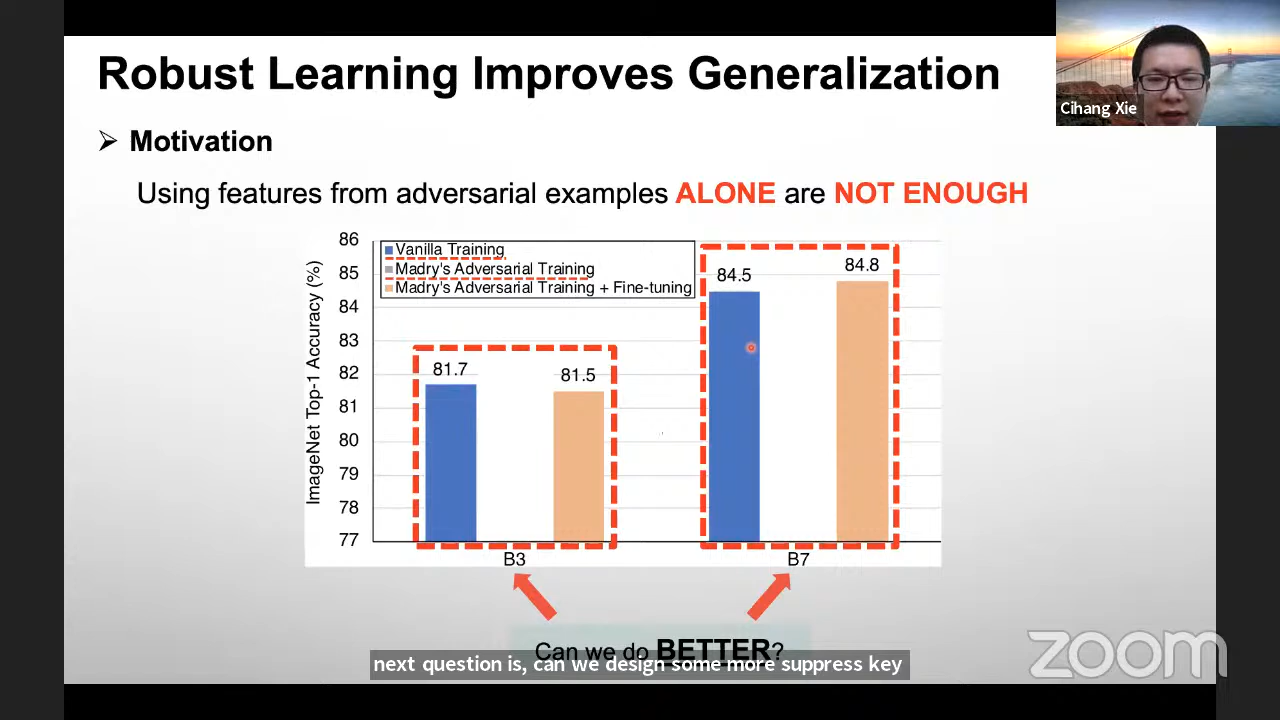 Robust Learning Improves Generalization
Cihang Xie
➢ Motivation
Using features from adversarial examples ALONE are NOT ENOUGH
ImageNet Top-1 Accuracy (%)
86
85
84
83
82
81
80
79
78
77
Vanilla Training
Madry's Adversarial Training
Madry's Adversarial Training + Fine-tuning
81.7
81.5
84.5
84.8
B3
B7
Can we do BETTER?
next question is, can we design some more suppress key
zoom